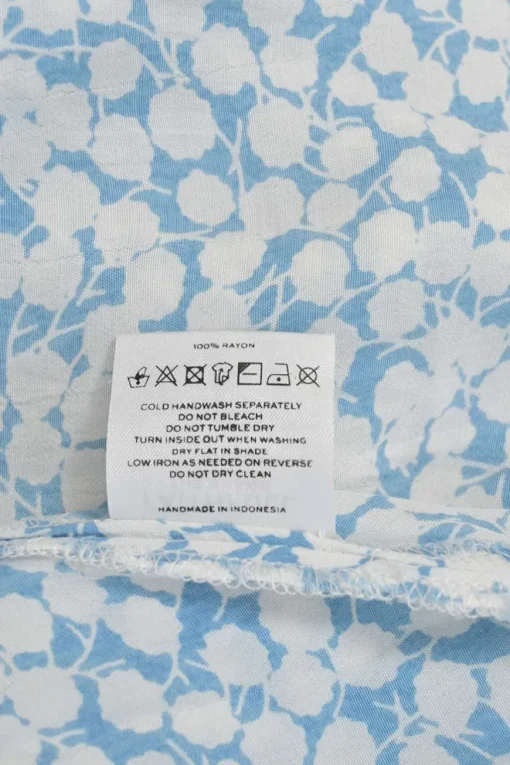 100% RAYON
COLD HANDWASH SEPARATELY
DO NOT BLEACH
DO NOT TUMBLE DRY
TURN INSIDE OUT WHEN WASHING
DRY FLAT IN SHADE
LOW IRON AS NEEDED ON REVERSE
DO NOT DRY CLEAN
HANDMADE IN INDONESIA